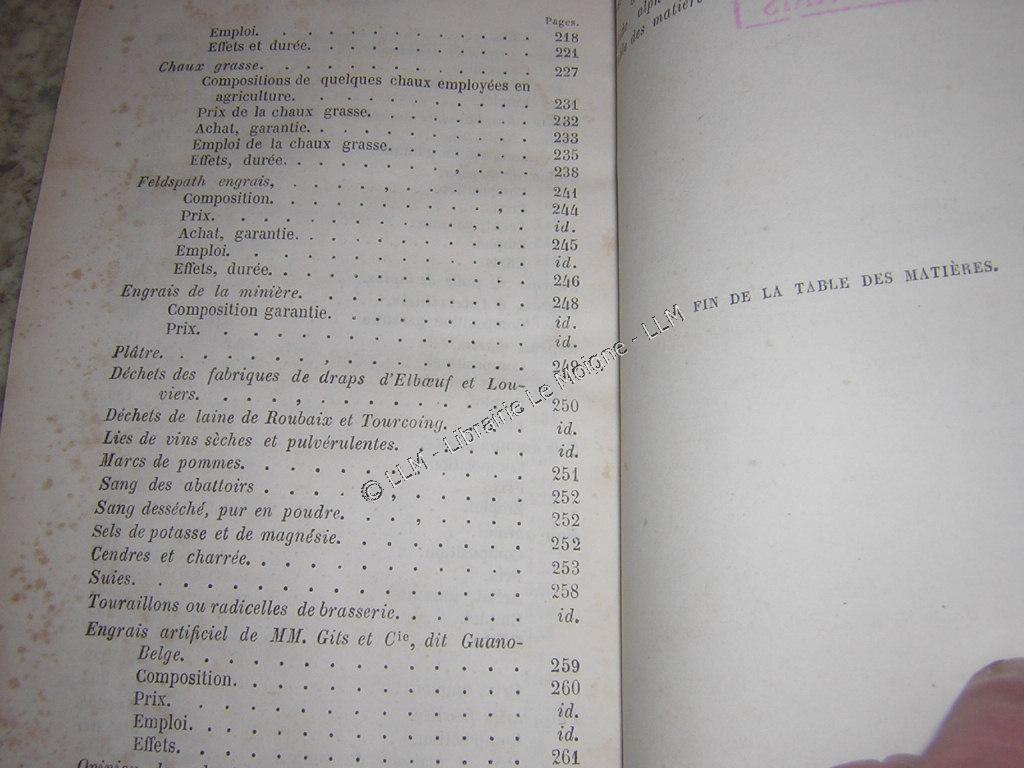 Pages.
Emploi. 218
Effets et durée. 221
Chaux grasse. 227
Compositions de quelques chaux employées en
agriculture. 231
Prix de la chaux grasse. 232
Achat, garantie. 233
Emploi de la chaux grasse. 235
Effets, durée. 238
Feldspath engrais, 241
Composition. 244
Prix. id.
Achat, garantie. 245
Emploi. id.
Effets, durée. 246
Engrais de la minière. 248
Composition garantie. id.
Prix. id.
Plâtre. 249
Déchets des fabriques de draps d'Elbœuf et Lou-
viers. 250
Déchets de laine de Roubaix et Tourcoing. id.
Lies de vins sèches et pulvérulentes. id.
Marcs de pommes. 251
Sang des abattoirs 252
Sang desséché, pur en poudre. 252
Sels de potasse et de magnésie. 252
Cendres et charrée. 253
Suies. 258
Touraillons ou radicelles de brasserie. id.
Engrais artificiel de MM. Gits et Cie, dit Guano-
Belge. 259
Composition. 260
Prix. id.
Emploi. id.
Effets. 261
des matières
FIN DE LA TABLE DES MATIÈRES.
© LLM - Librairie Le Moigne - LLM